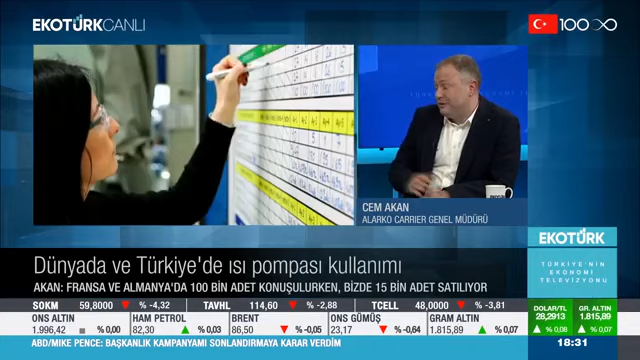 EKOTÜRK CANLI
100
CEM AKAN
ALARKO CARRIER GENEL MÜDÜRÜ
EKOTÜRK
TÜRKİYE'NİN
EKONOMİ
TELEVİZYONU
Dünyada ve Türkiye'de ısı pompası kullanımı
AKAN: FRANSA VE ALMANYA'DA 100 BİN ADET KONUŞULURKEN, BİZDE 15 BİN ADET SATILIYOR
SOKM 59,8000 % -4,32 TAVHL 114,60 % -2,88 TCELL 48,0000 % -3,81
DOLAR/TL 28,2913 % 0,08
GR. ALTIN 1.815,89 % 0,07
ONS ALTIN 1.996,42 % 0,00
HAM PETROL 82,30 % 0,03
BRENT 86,50 % -0,05
ONS GÜMÜŞ 23,17 % -0,64
GRAM ALTIN 1.815,89 % 0,07
ABD/MIKE PENCE: BAŞKANLIK KAMPANYAMI SONLANDIRMAYA KARAR VERDİM
18:31